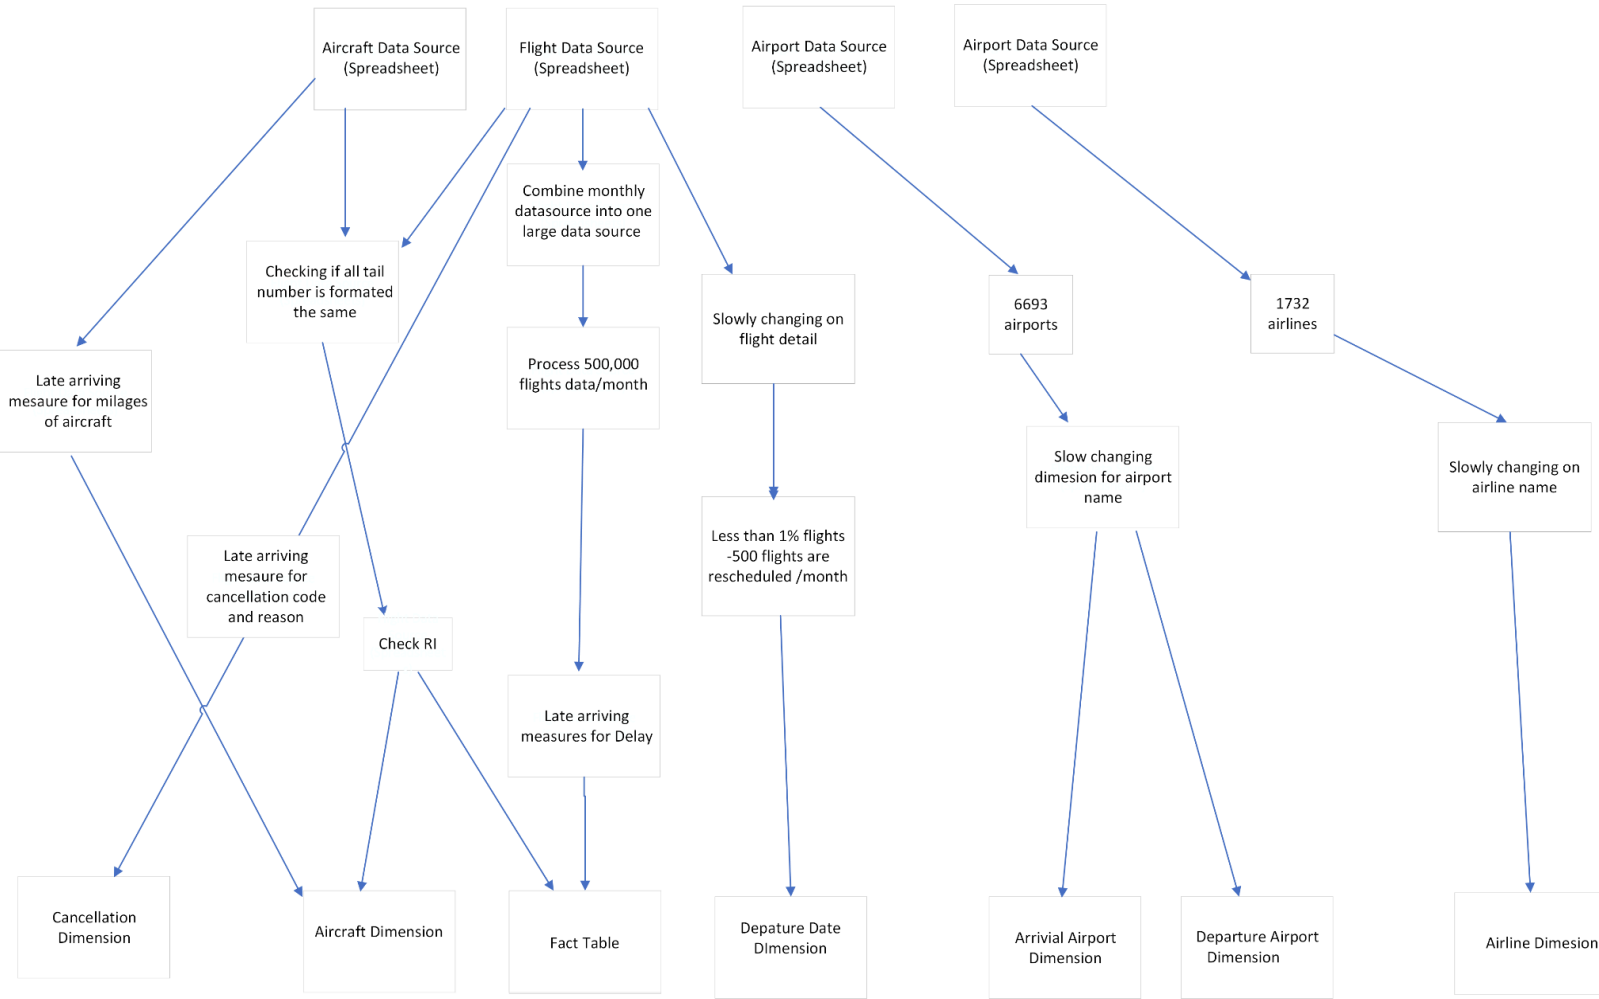 Aircraft Data Source
(Spreadsheet)
Flight Data Source
(Spreadsheet)
Airport Data Source
(Spreadsheet)
Airport Data Source
(Spreadsheet)
Combine monthly
datasource into one
large data source
Checking if all tail
number is formated
the same
Slowly changing on
flight detail
6693
airports
1732
airlines
Late arriving
mesaure for milages
of aircraft
Process 500,000
flights data/month
Slow changing
dimesion for airport
name
Slowly changing on
airline name
Late arriving
mesaure for
cancellation code
and reason
Less than 1% flights
-500 flights are
rescheduled /month
Check RI
Late arriving
measures for Delay
Cancellation
Dimension
Aircraft Dimension
Fact Table
Depature Date
DImension
Arrivial Airport
Dimension
Departure Airport
Dimension
Airline Dimesion